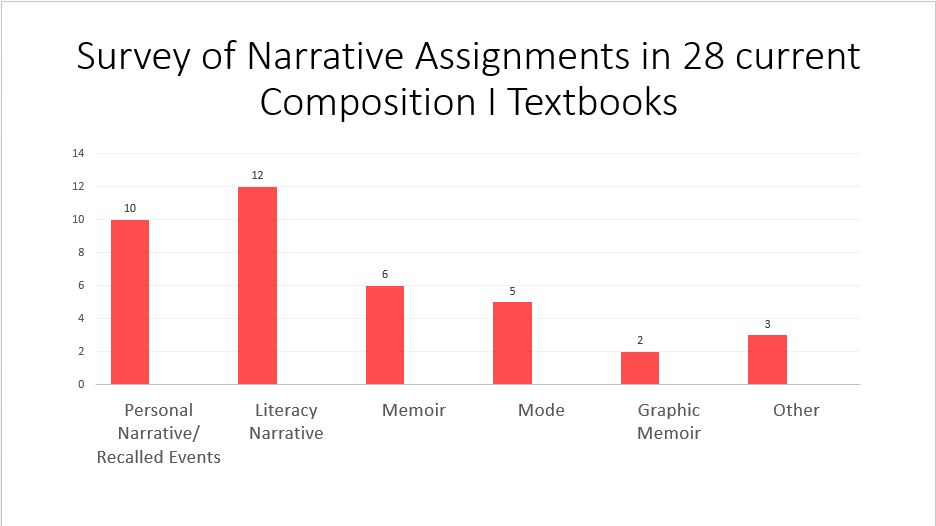 Survey of Narrative Assignments in 28 current
Composition I Textbooks
14
12
10
8
6
4
2
0
10
12
6
5
2
3
Personal
Narrative/
Recalled Events
Literacy
Narrative
Memoir
Mode
Graphic
Memoir
Other